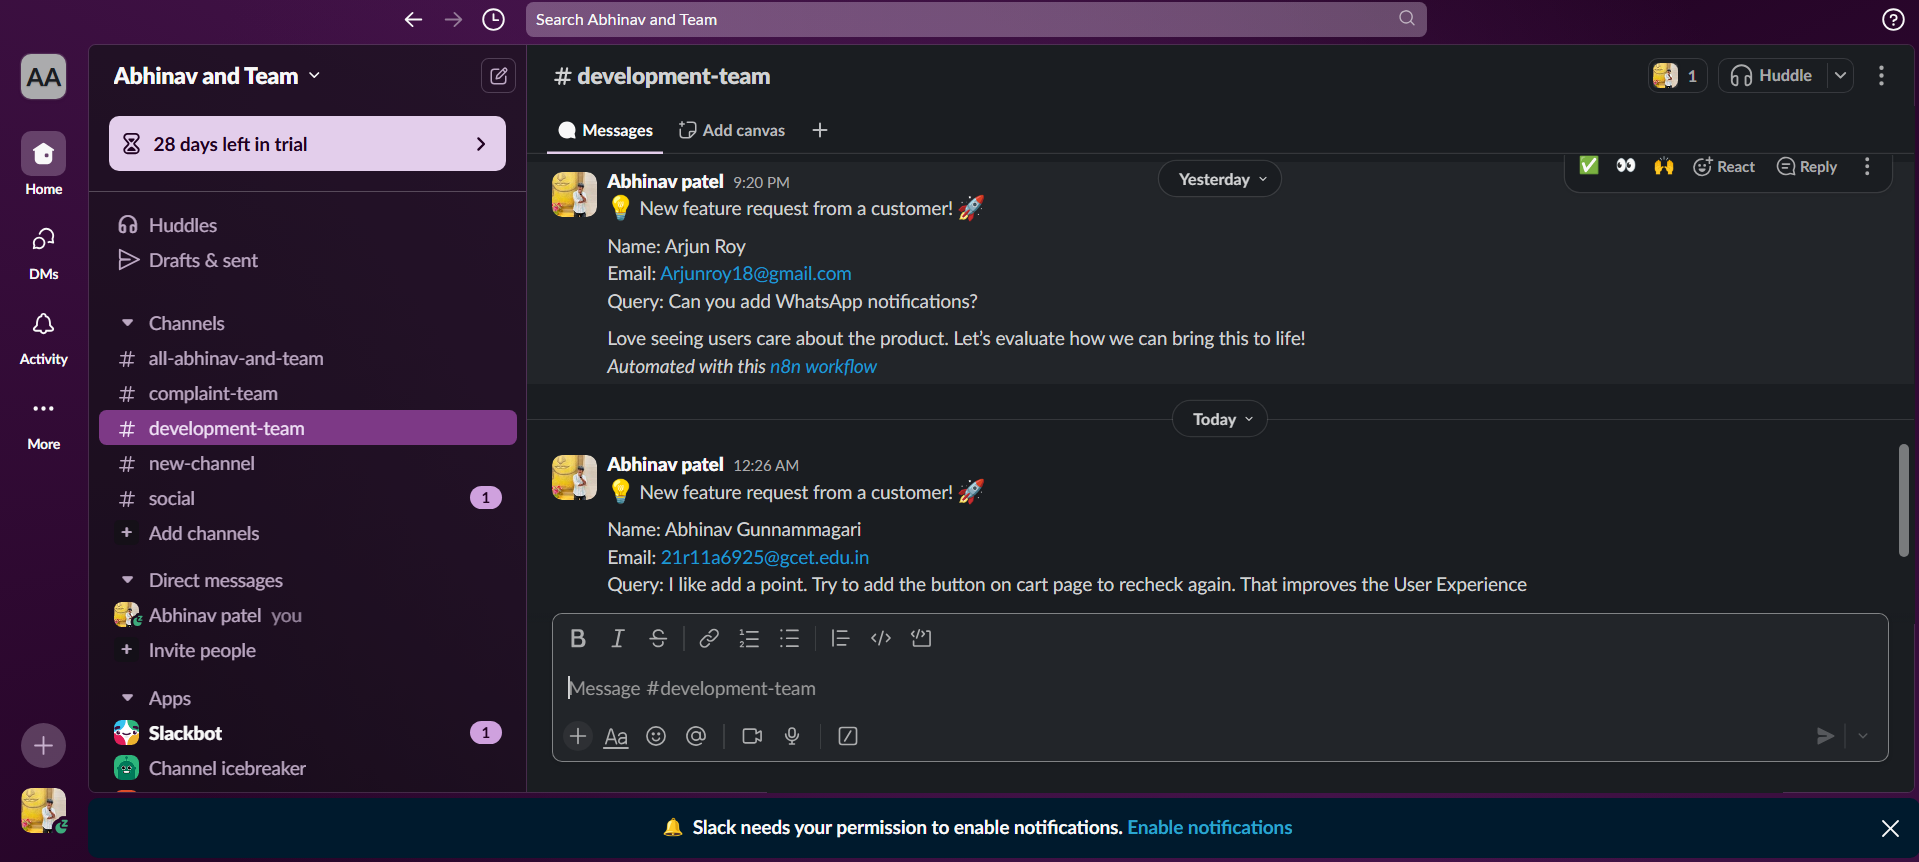 Search Abhinav and Team
AA
Abhinav and Team
# development-team
1
Huddle
28 days left in trial
Messages
Add canvas
Home
DMs
Activity
More
Huddles
Drafts & sent
Channels
# all-abhinav-and-team
# complaint-team
# development-team
# new-channel
# social
1
+ Add channels
Direct messages
Abhinav patel you
+ Invite people
Apps
Slackbot
1
Channel icebreaker
Yesterday
React
Reply
Abhinav patel 9:20 PM
💡 New feature request from a customer! 🚀
Name: Arjun Roy
Email: Arjunroy18@gmail.com
Query: Can you add WhatsApp notifications?
Love seeing users care about the product. Let’s evaluate how we can bring this to life!
Automated with this n8n workflow
Today
Abhinav patel 12:26 AM
💡 New feature request from a customer! 🚀
Name: Abhinav Gunnammagari
Email: 21r11a6925@gcet.edu.in
Query: I like add a point. Try to add the button on cart page to recheck again. That improves the User Experience
B I S
Message #development-team
+ Aa @
🔔 Slack needs your permission to enable notifications. Enable notifications